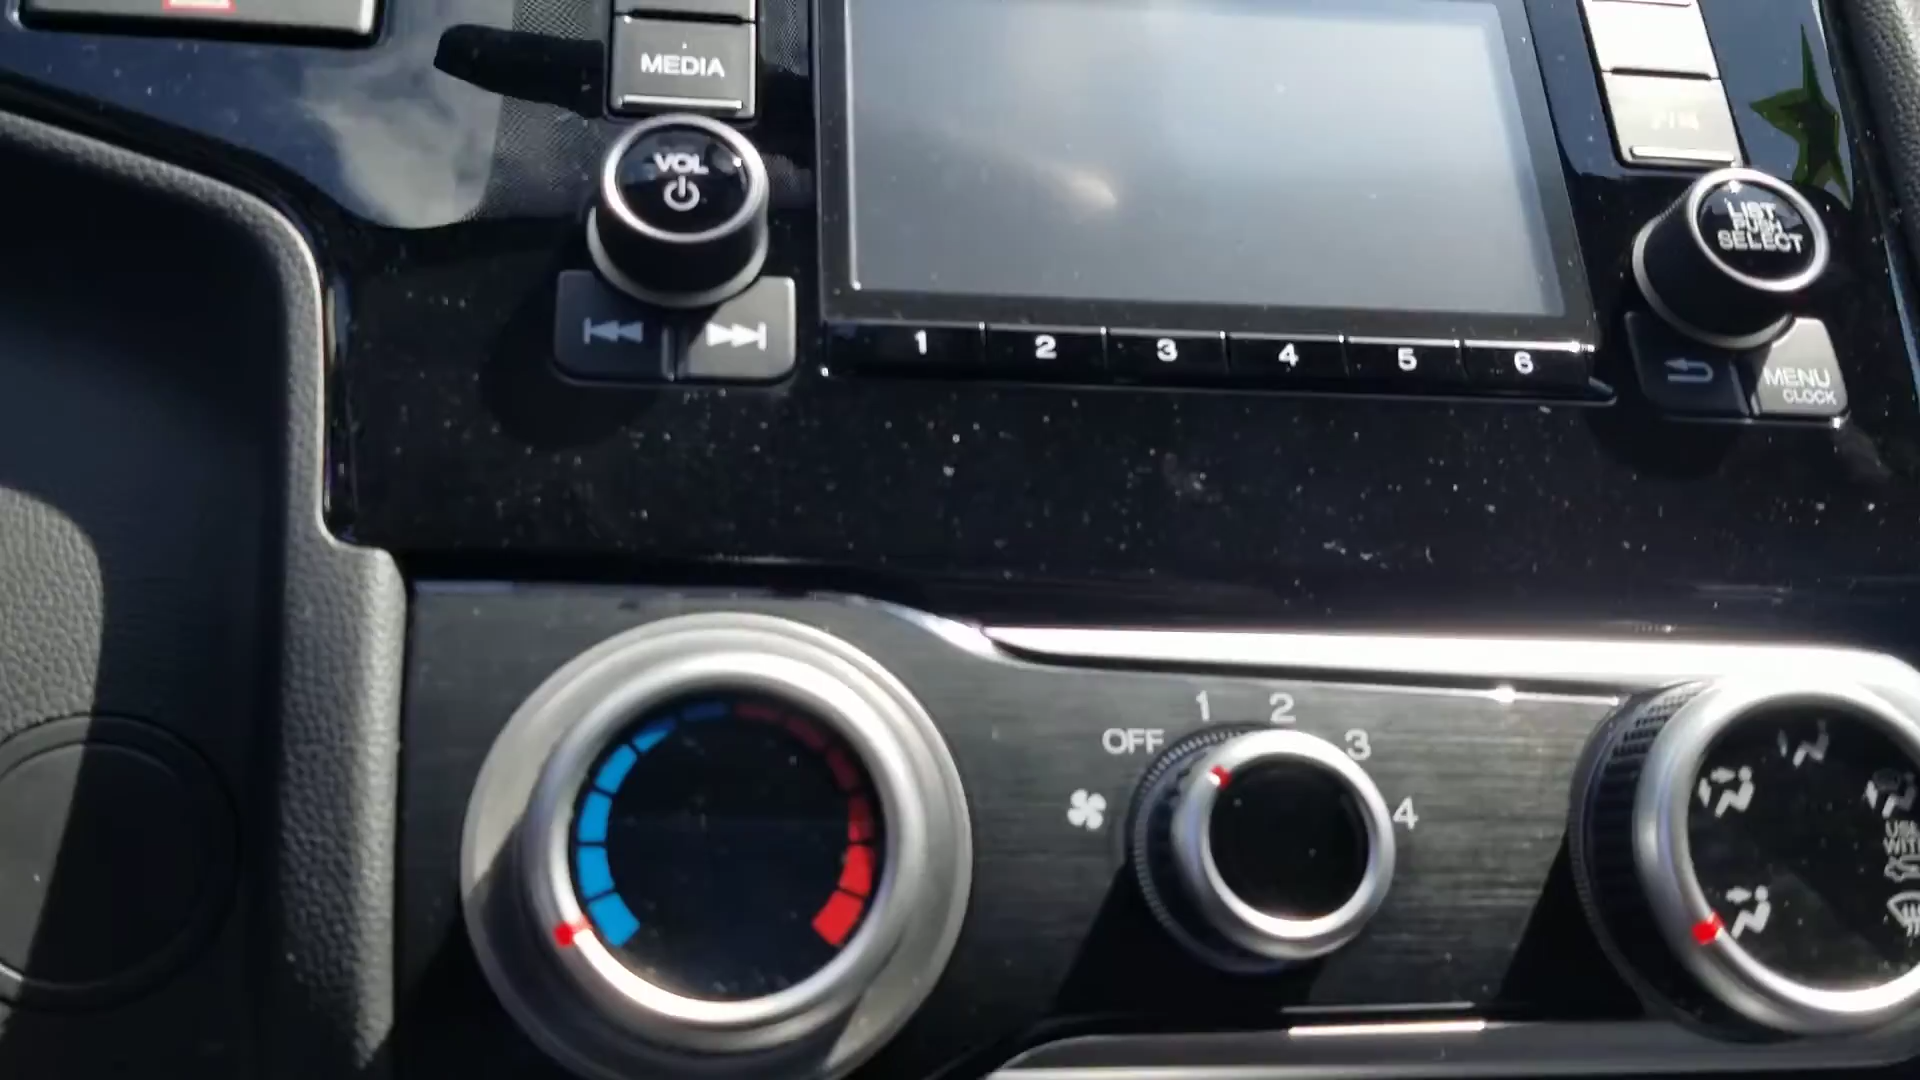 MEDIA
VOL
LIST
PUSH
SELECT
1 2 3 4 5 6
MENU
CLOCK
OFF 1 2 3 4